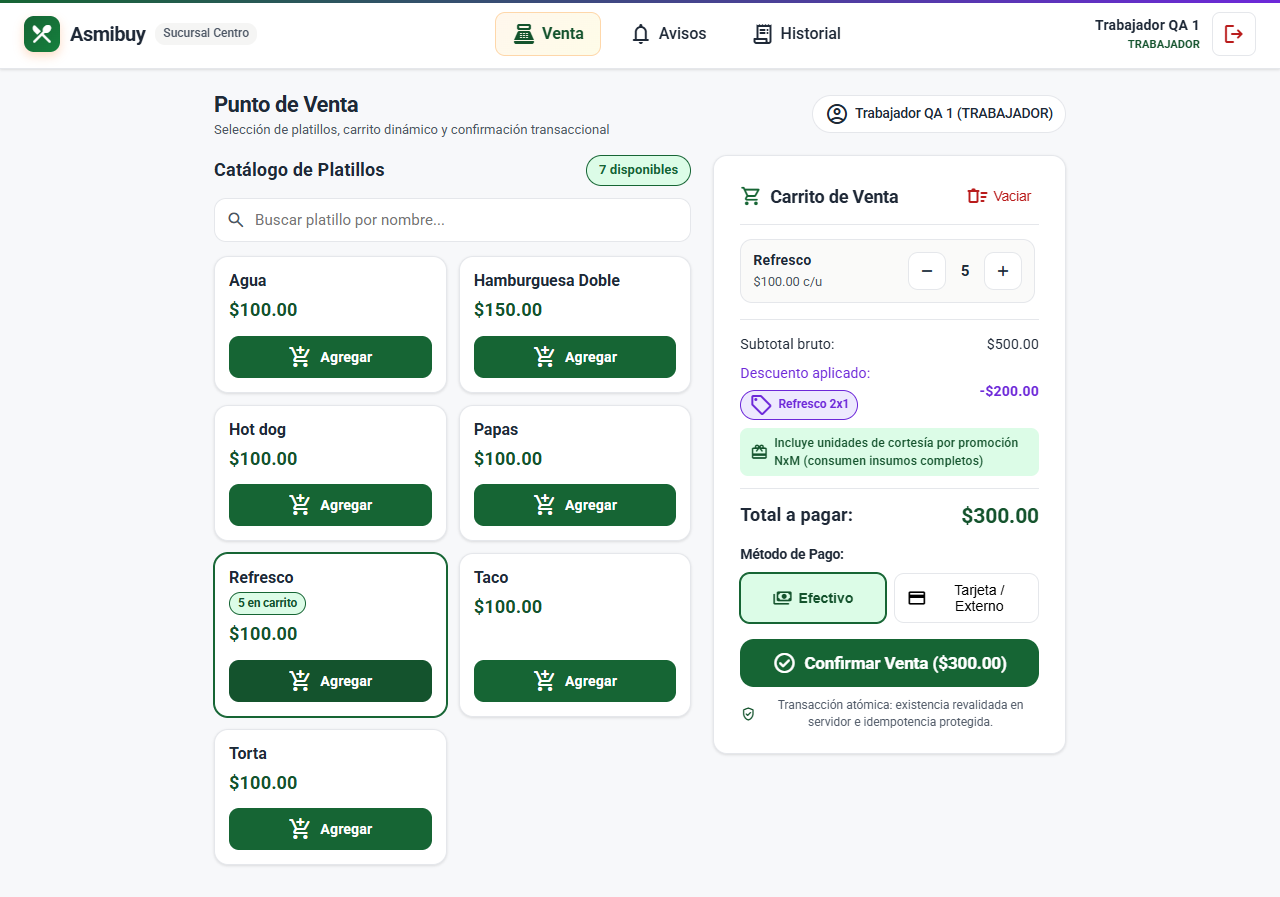 Asmibuy
Sucursal Centro
Venta
Avisos
Historial
Trabajador QA 1
TRABAJADOR
Punto de Venta
Selección de platillos, carrito dinámico y confirmación transaccional
Trabajador QA 1 (TRABAJADOR)
Catálogo de Platillos
7 disponibles
Buscar platillo por nombre...
Agua
$100.00
Agregar
Hamburguesa Doble
$150.00
Agregar
Hot dog
$100.00
Agregar
Papas
$100.00
Agregar
Refresco
5 en carrito
$100.00
Agregar
Taco
$100.00
Agregar
Torta
$100.00
Agregar
Carrito de Venta
Vaciar
Refresco
$100.00 c/u
− 5 +
Subtotal bruto: $500.00
Descuento aplicado:
Refresco 2x1
-$200.00
Incluye unidades de cortesía por promoción
NxM (consumen insumos completos)
Total a pagar: $300.00
Método de Pago:
Efectivo
Tarjeta /
Externo
Confirmar Venta ($300.00)
Transacción atómica: existencia revalidada en
servidor e idempotencia protegida.